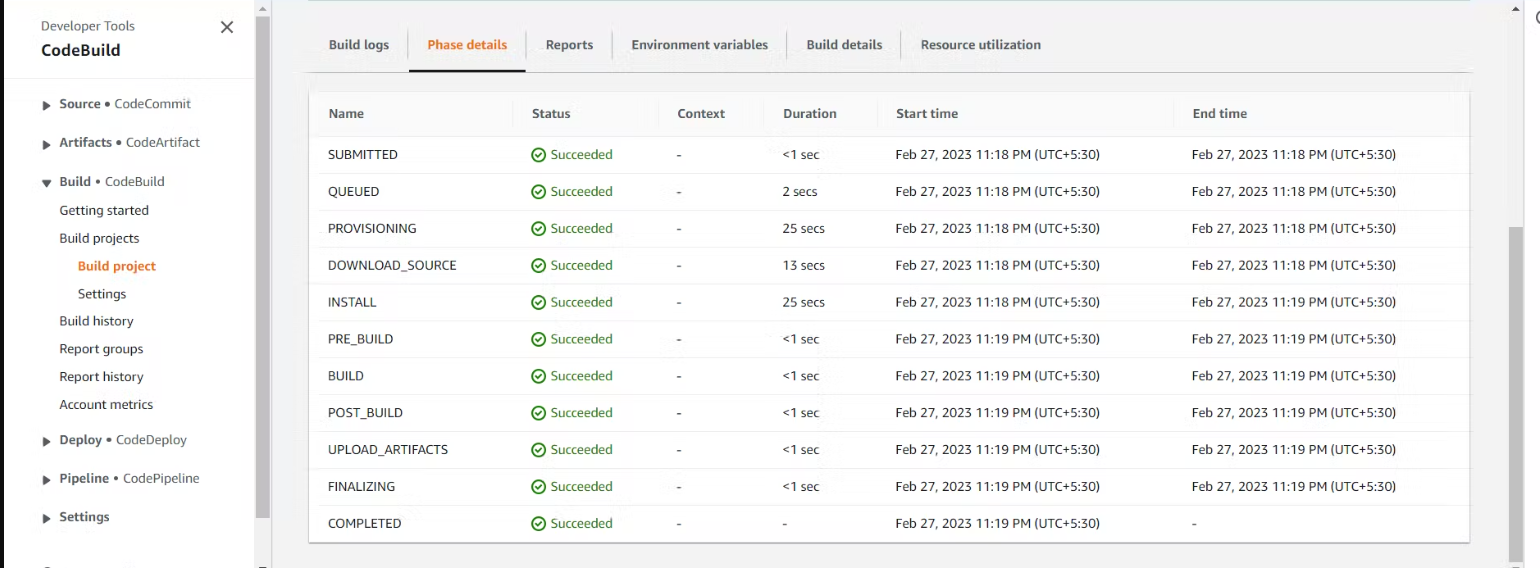 Developer Tools
CodeBuild
Source • CodeCommit
Artifacts • CodeArtifact
Build • CodeBuild
Getting started
Build projects
Build project
Settings
Build history
Report groups
Report history
Account metrics
Deploy • CodeDeploy
Pipeline • CodePipeline
Settings
Build logs Phase details Reports Environment variables Build details Resource utilization
Name Status Context Duration Start time End time
SUBMITTED Succeeded - <1 sec Feb 27, 2023 11:18 PM (UTC+5:30) Feb 27, 2023 11:18 PM (UTC+5:30)
QUEUED Succeeded - 2 secs Feb 27, 2023 11:18 PM (UTC+5:30) Feb 27, 2023 11:18 PM (UTC+5:30)
PROVISIONING Succeeded - 25 secs Feb 27, 2023 11:18 PM (UTC+5:30) Feb 27, 2023 11:18 PM (UTC+5:30)
DOWNLOAD_SOURCE Succeeded - 13 secs Feb 27, 2023 11:18 PM (UTC+5:30) Feb 27, 2023 11:18 PM (UTC+5:30)
INSTALL Succeeded - 25 secs Feb 27, 2023 11:18 PM (UTC+5:30) Feb 27, 2023 11:19 PM (UTC+5:30)
PRE_BUILD Succeeded - <1 sec Feb 27, 2023 11:19 PM (UTC+5:30) Feb 27, 2023 11:19 PM (UTC+5:30)
BUILD Succeeded - <1 sec Feb 27, 2023 11:19 PM (UTC+5:30) Feb 27, 2023 11:19 PM (UTC+5:30)
POST_BUILD Succeeded - <1 sec Feb 27, 2023 11:19 PM (UTC+5:30) Feb 27, 2023 11:19 PM (UTC+5:30)
UPLOAD_ARTIFACTS Succeeded - <1 sec Feb 27, 2023 11:19 PM (UTC+5:30) Feb 27, 2023 11:19 PM (UTC+5:30)
FINALIZING Succeeded - <1 sec Feb 27, 2023 11:19 PM (UTC+5:30) Feb 27, 2023 11:19 PM (UTC+5:30)
COMPLETED Succeeded - - Feb 27, 2023 11:19 PM (UTC+5:30) -